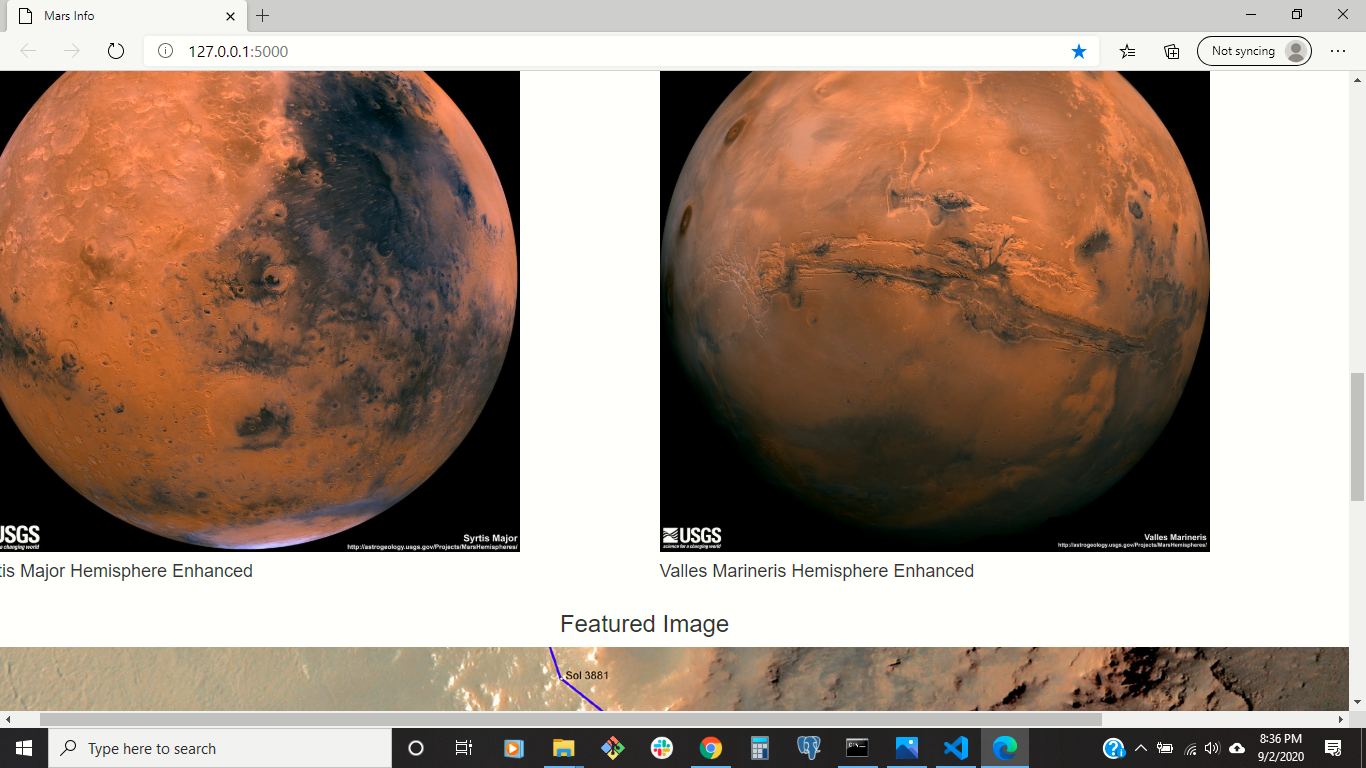 Mars Info
127.0.0.1:5000
Not syncing
USGS
changing world
Syrtis Major
http://astrogeology.usgs.gov/Projects/MarsHemispheres/
USGS
science for a changing world
Valles Marineris
http://astrogeology.usgs.gov/Projects/MarsHemispheres/
tis Major Hemisphere Enhanced
Valles Marineris Hemisphere Enhanced
Featured Image
Sol 3881
Type here to search
8:36 PM
9/2/2020